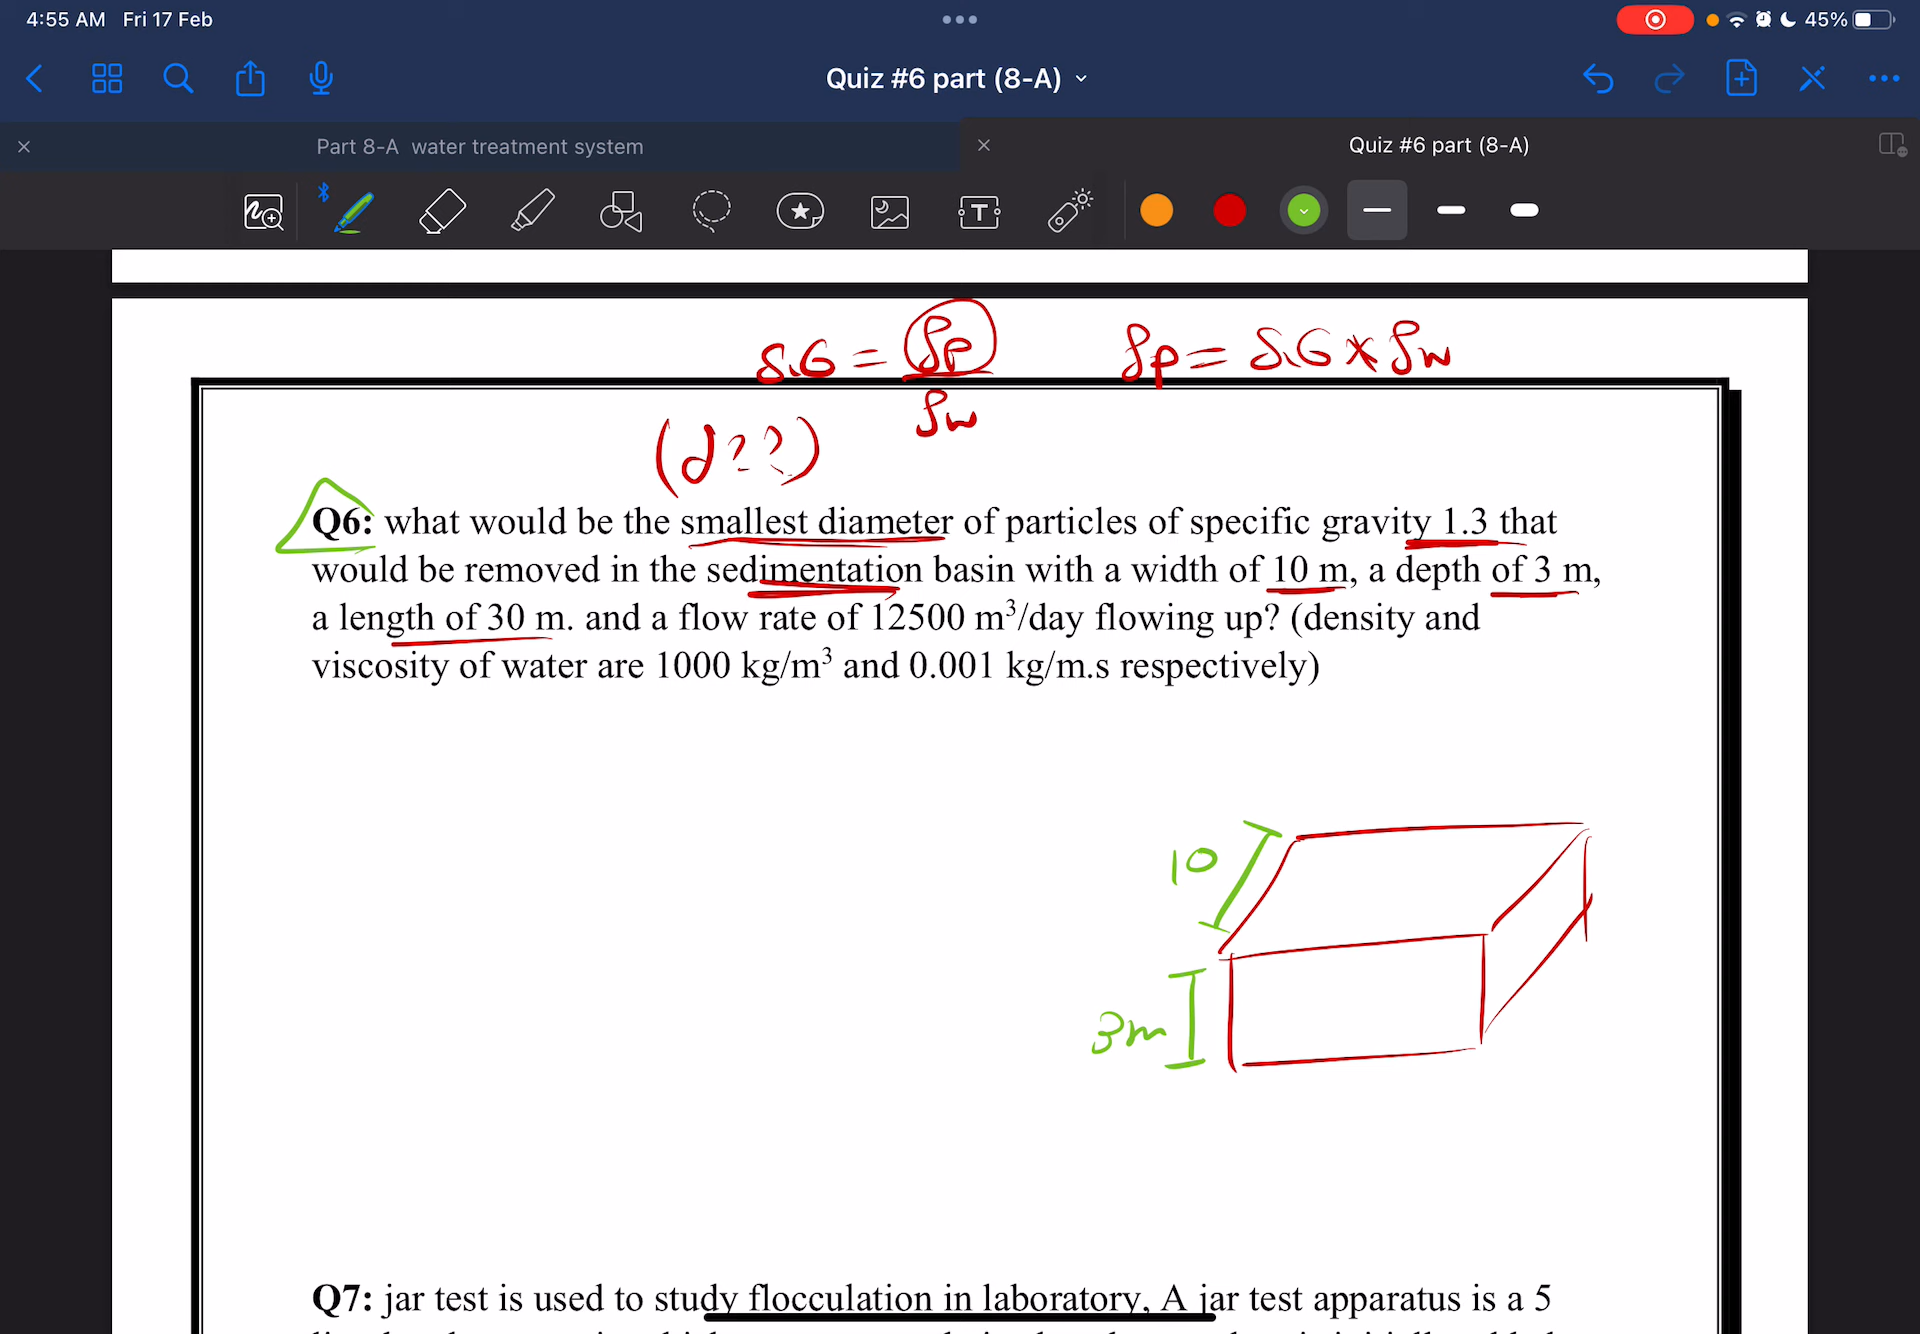 4:55 AM Fri 17 Feb
45%
Quiz #6 part (8-A)
Part 8-A water treatment system
Quiz #6 part (8-A)
T
S.G = ρp / ρw
ρp = S.G * ρw
(d??)
Q6: what would be the smallest diameter of particles of specific gravity 1.3 that
would be removed in the sedimentation basin with a width of 10 m, a depth of 3 m,
a length of 30 m. and a flow rate of 12500 m³/day flowing up? (density and
viscosity of water are 1000 kg/m³ and 0.001 kg/m.s respectively)
10
3m
Q7: jar test is used to study flocculation in laboratory, A jar test apparatus is a 5